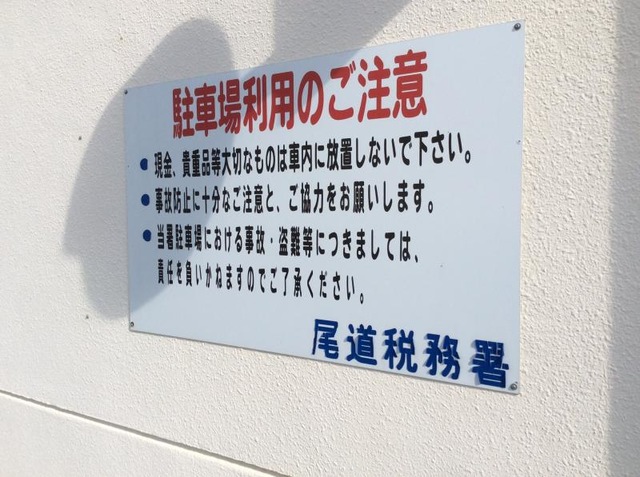 駐車場利用のご注意
● 現金、貴重品等大切なものは車内に放置しないで下さい。
● 事故防止に十分なご注意と、ご協力をお願いします。
● 当署駐車場における事故・盗難等につきましては、
責任を負いかねますのでご了承ください。
尾道税務署